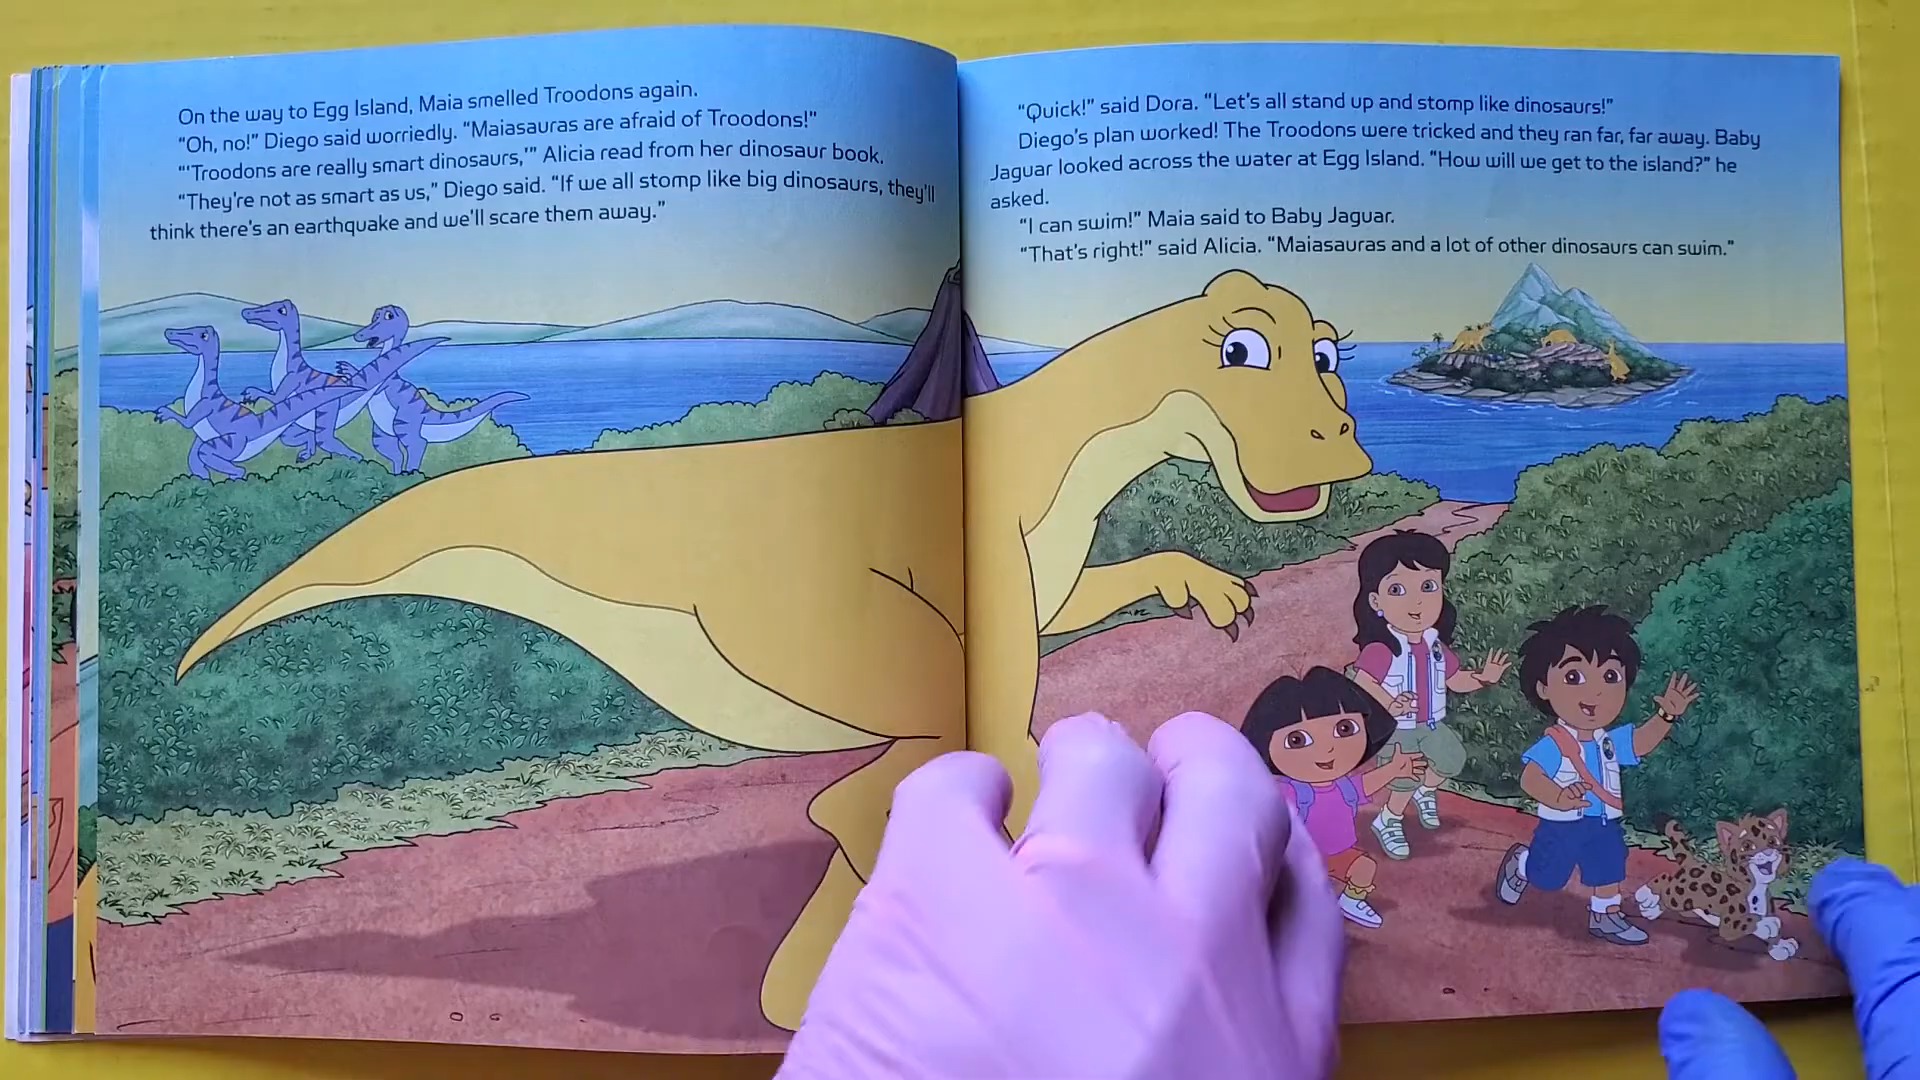 On the way to Egg Island, Maia smelled Troodons again.
“Oh, no!” Diego said worriedly. “Maiasauras are afraid of Troodons!”
“‘Troodons are really smart dinosaurs,’” Alicia read from her dinosaur book.
“They’re not as smart as us,” Diego said. “If we all stomp like big dinosaurs, they’ll
think there’s an earthquake and we’ll scare them away.”
“Quick!” said Dora. “Let’s all stand up and stomp like dinosaurs!”
Diego’s plan worked! The Troodons were tricked and they ran far, far away. Baby
Jaguar looked across the water at Egg Island. “How will we get to the island?” he
asked.
“I can swim!” Maia said to Baby Jaguar.
“That’s right!” said Alicia. “Maiasauras and a lot of other dinosaurs can swim.”